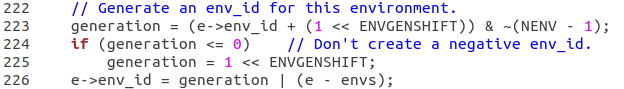 222     // Generate an env_id for this environment.
223     generation = (e->env_id + (1 << ENVGENSHIFT)) & ~(NENV - 1);
224     if (generation <= 0)    // Don't create a negative env_id.
225         generation = 1 << ENVGENSHIFT;
226     e->env_id = generation | (e - envs);